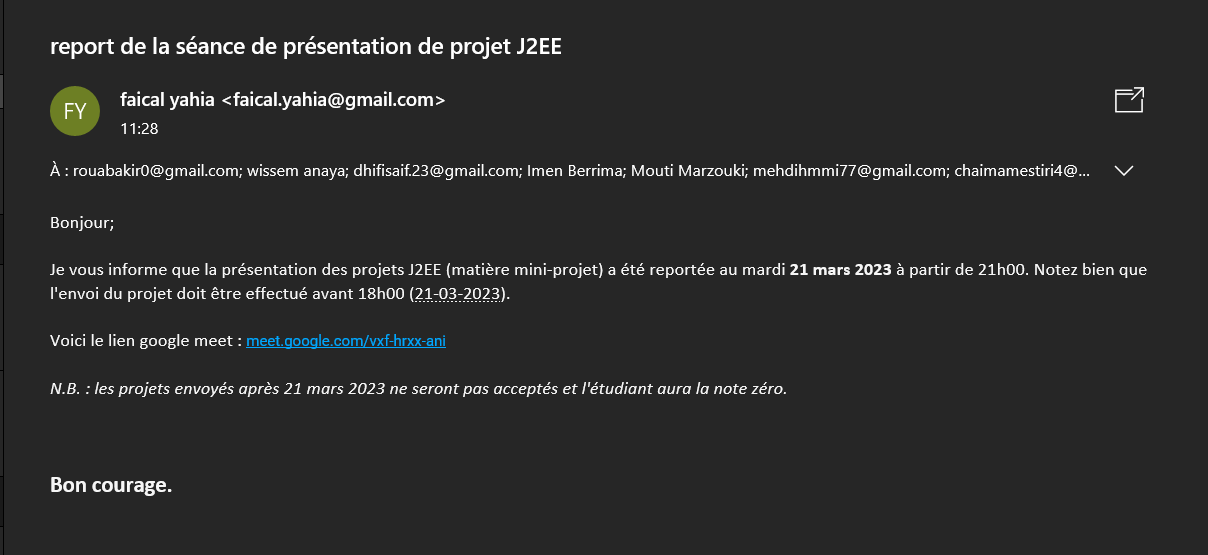 report de la séance de présentation de projet J2EE
FY
faical yahia <faical.yahia@gmail.com>
11:28
À : rouabakir0@gmail.com; wissem anaya; dhifisaif.23@gmail.com; Imen Berrima; Mouti Marzouki; mehdihmmi77@gmail.com; chaimamestiri4@...
Bonjour;
Je vous informe que la présentation des projets J2EE (matière mini-projet) a été reportée au mardi 21 mars 2023 à partir de 21h00. Notez bien que
l'envoi du projet doit être effectué avant 18h00 (21-03-2023).
Voici le lien google meet : meet.google.com/vxf-hrxx-ani
N.B. : les projets envoyés après 21 mars 2023 ne seront pas acceptés et l'étudiant aura la note zéro.
Bon courage.